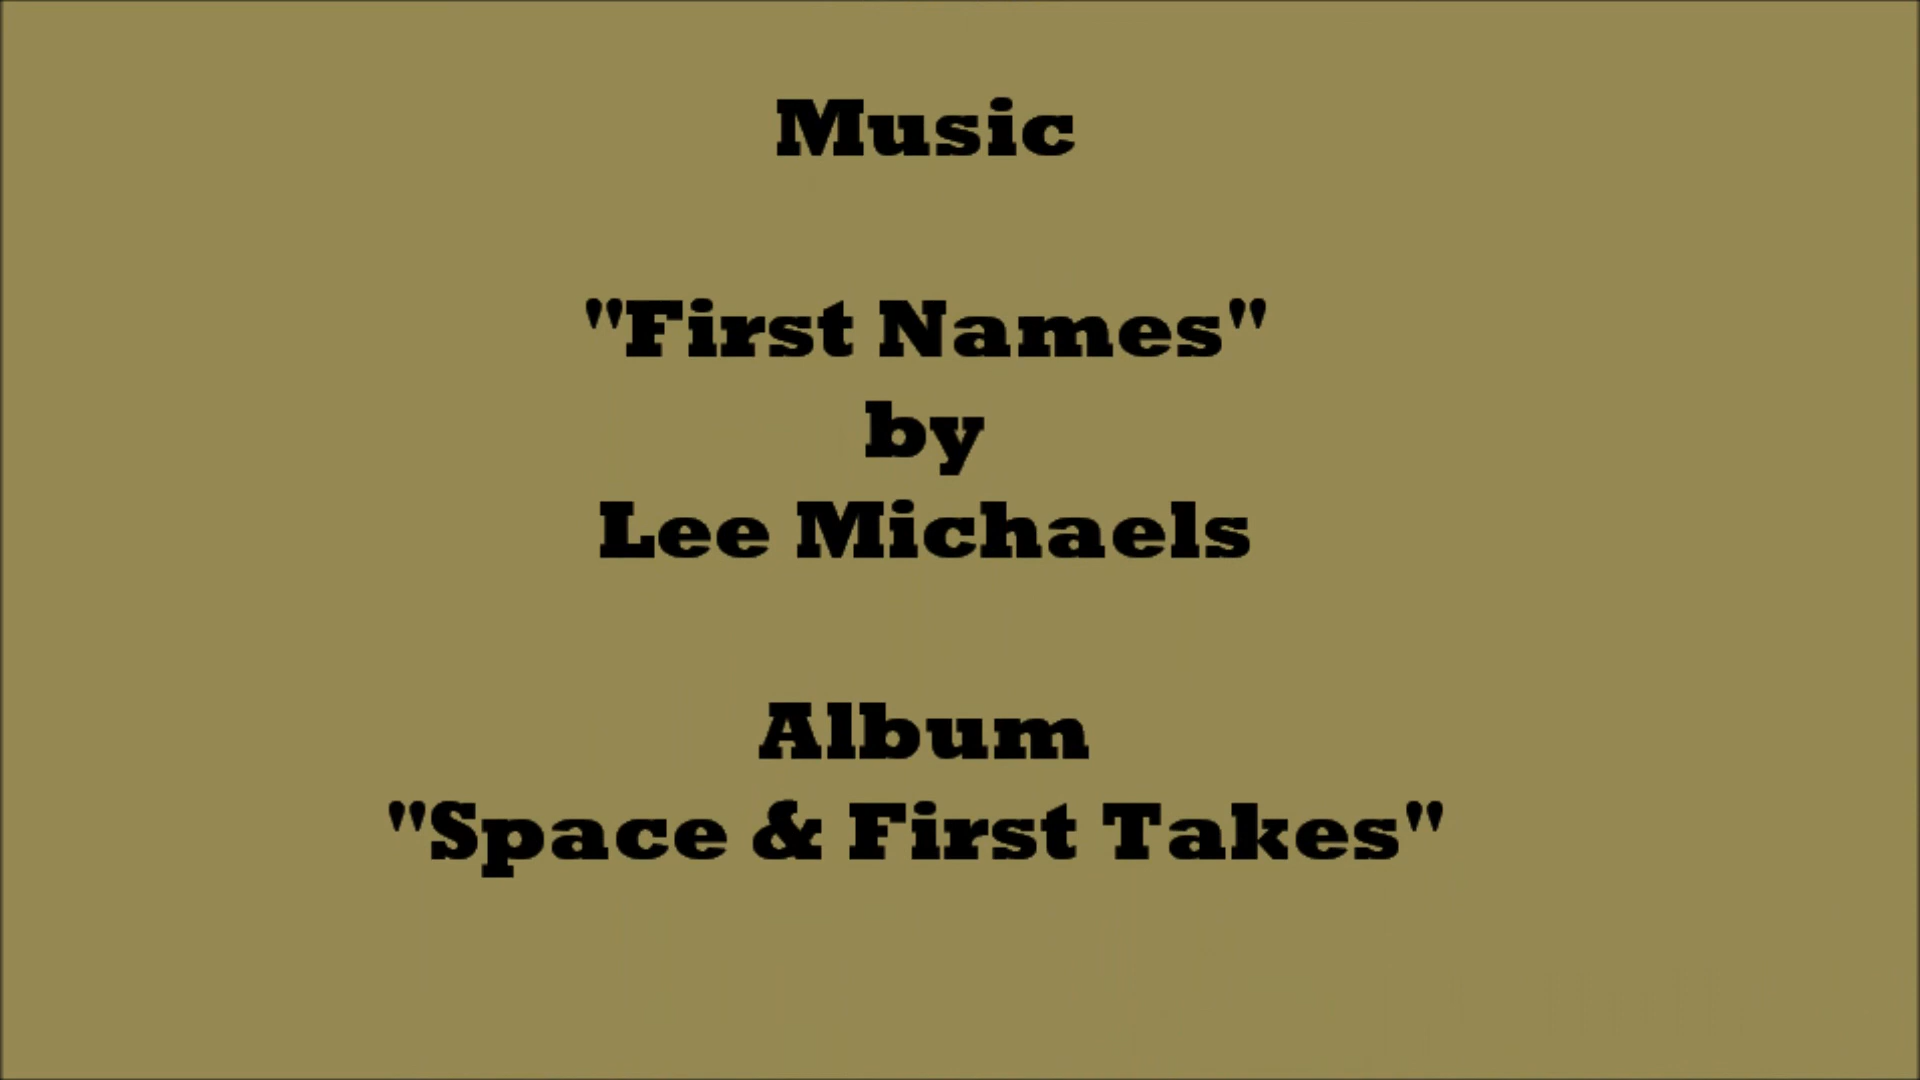 Music
"First Names"
by
Lee Michaels
Album
"Space & First Takes"